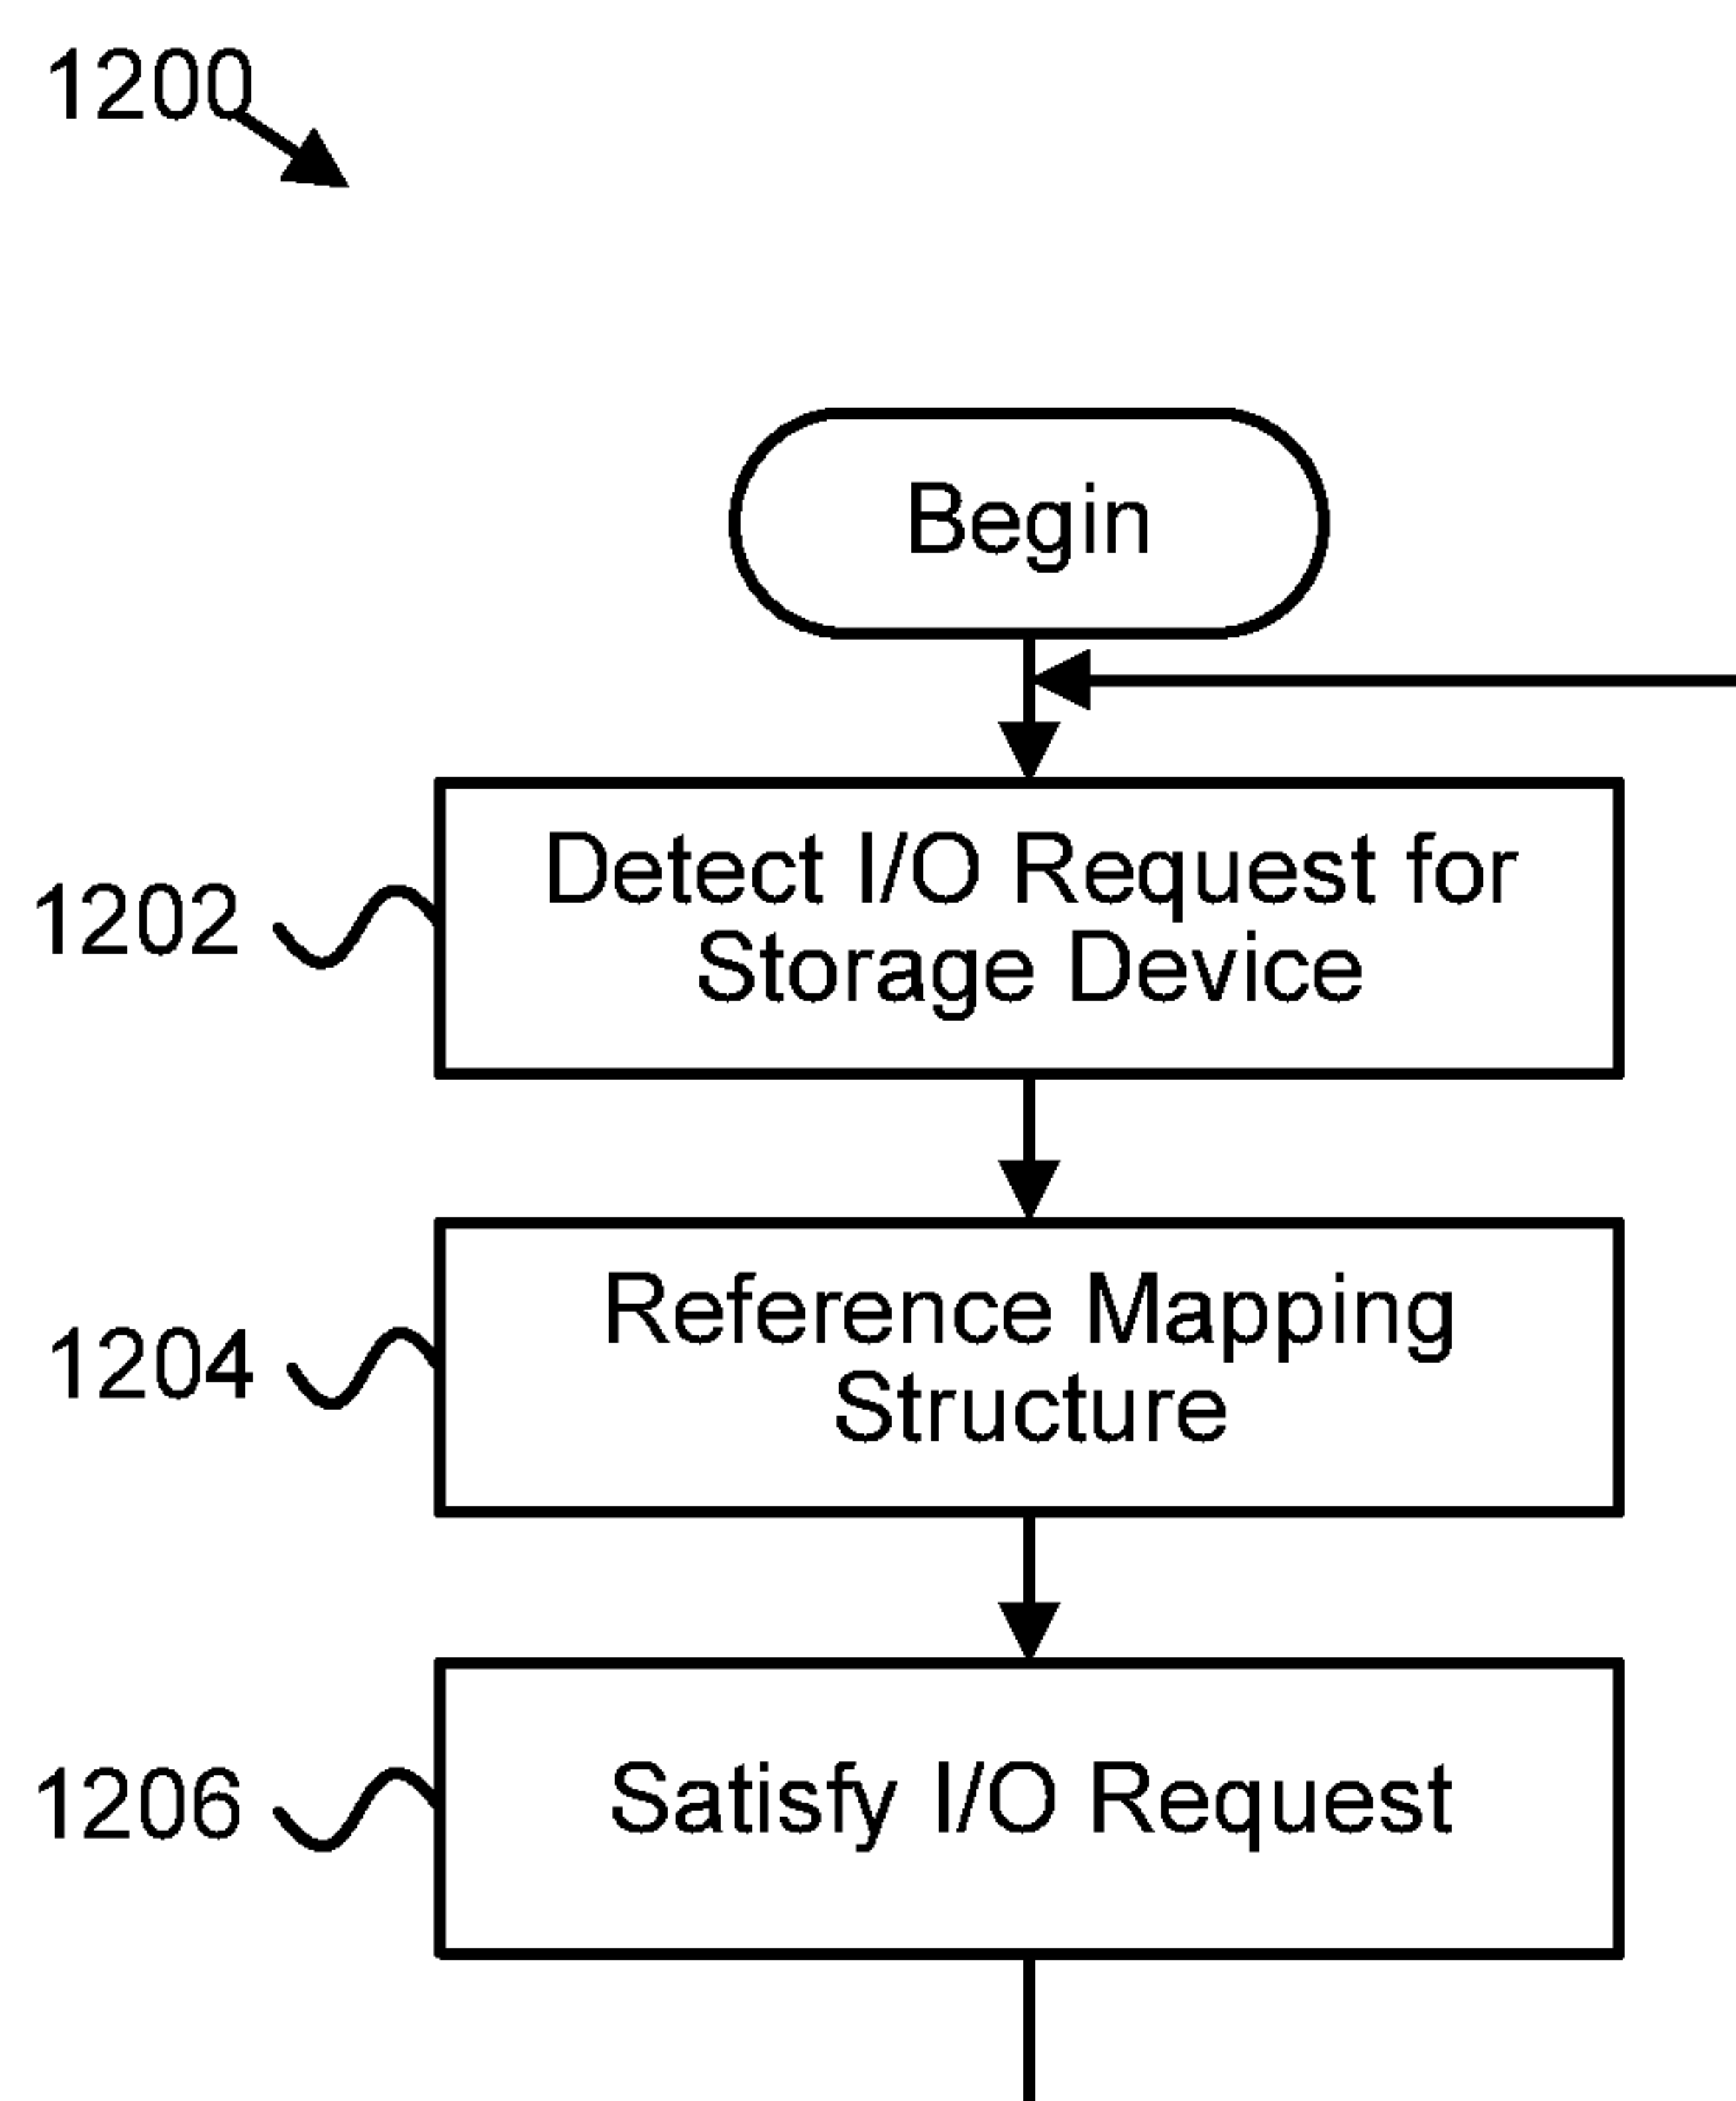 1200
Begin
1202
Detect I/O Request for
Storage Device
1204
Reference Mapping
Structure
1206
Satisfy I/O Request